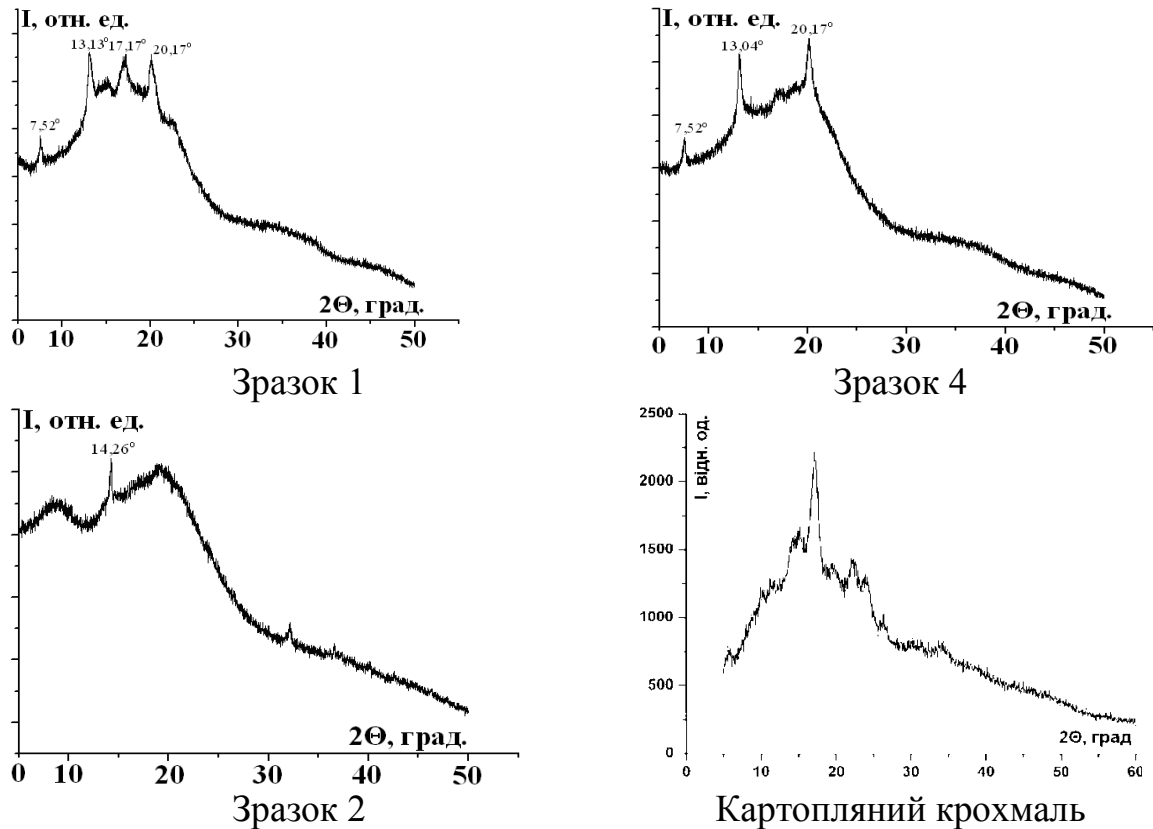 I, отн. ед.
13,13° 17,17° 20,17°
7,52°
2Θ, град.
0 10 20 30 40 50
Зразок 1
I, отн. ед.
20,17°
13,04°
7,52°
2Θ, град.
0 10 20 30 40 50
Зразок 4
I, отн. ед.
14,26°
2Θ, град.
0 10 20 30 40 50
Зразок 2
2500
2250
2000
1500
1000
500
0
I, відн. од.
2Θ, град
0 10 20 30 40 50 60
Картопляний крохмаль